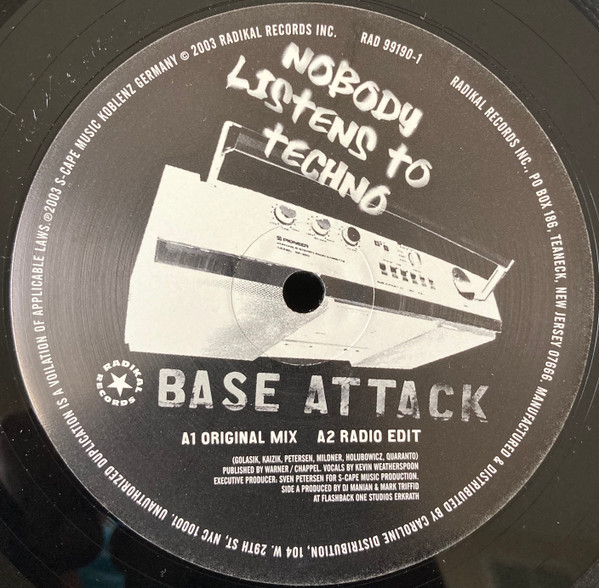 UNAUTHORIZED DUPLICATION IS A VOILATION OF APPLICABLE LAWS. ℗ 2003 S-CAPE MUSIC KOBLENZ GERMANY © 2003 RADIKAL RECORDS INC.
RAD 99190-1
RADIKAL RECORDS INC., PO BOX 186, TEANECK, NEW JERSEY 07666. MANUFACTURED & DISTRIBUTED BY CAROLINE DISTRIBUTION, 104 W. 29TH ST, NYC 10001.
NOBODY
LISTENS TO
TECHNO
PIONEER
RADIKAL
RECORDS
BASE ATTACK
A1 ORIGINAL MIX A2 RADIO EDIT
(GOLASIK, KAIZIK, PETERSEN, MILDNER, HOLUBOWICZ, QUARANTO)
PUBLISHED BY WARNER / CHAPPEL. VOCALS BY KEVIN WEATHERSPOON
EXECUTIVE PRODUCER: SVEN PETERSEN FOR S-CAPE MUSIC PRODUCTION.
SIDE A PRODUCED BY DJ MANIAN & MARK TRIFFIO
AT FLASHBACK ONE STUDIOS ERKRATH